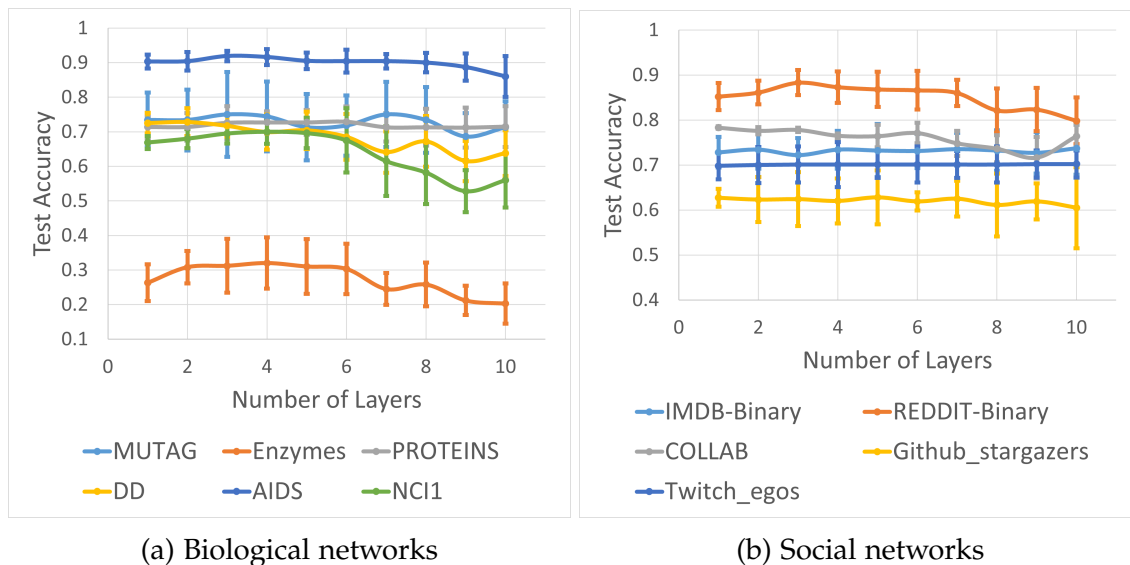 1
0.9
0.8
0.7
0.6
0.5
0.4
0.3
0.2
0.1
Test Accuracy
0 2 4 6 8 10
Number of Layers
MUTAG Enzymes PROTEINS
DD AIDS NCI1
(a) Biological networks
1
0.9
0.8
0.7
0.6
0.5
0.4
Test Accuracy
0 2 4 6 8 10
Number of Layers
IMDB-Binary REDDIT-Binary
COLLAB Github_stargazers
Twitch_egos
(b) Social networks